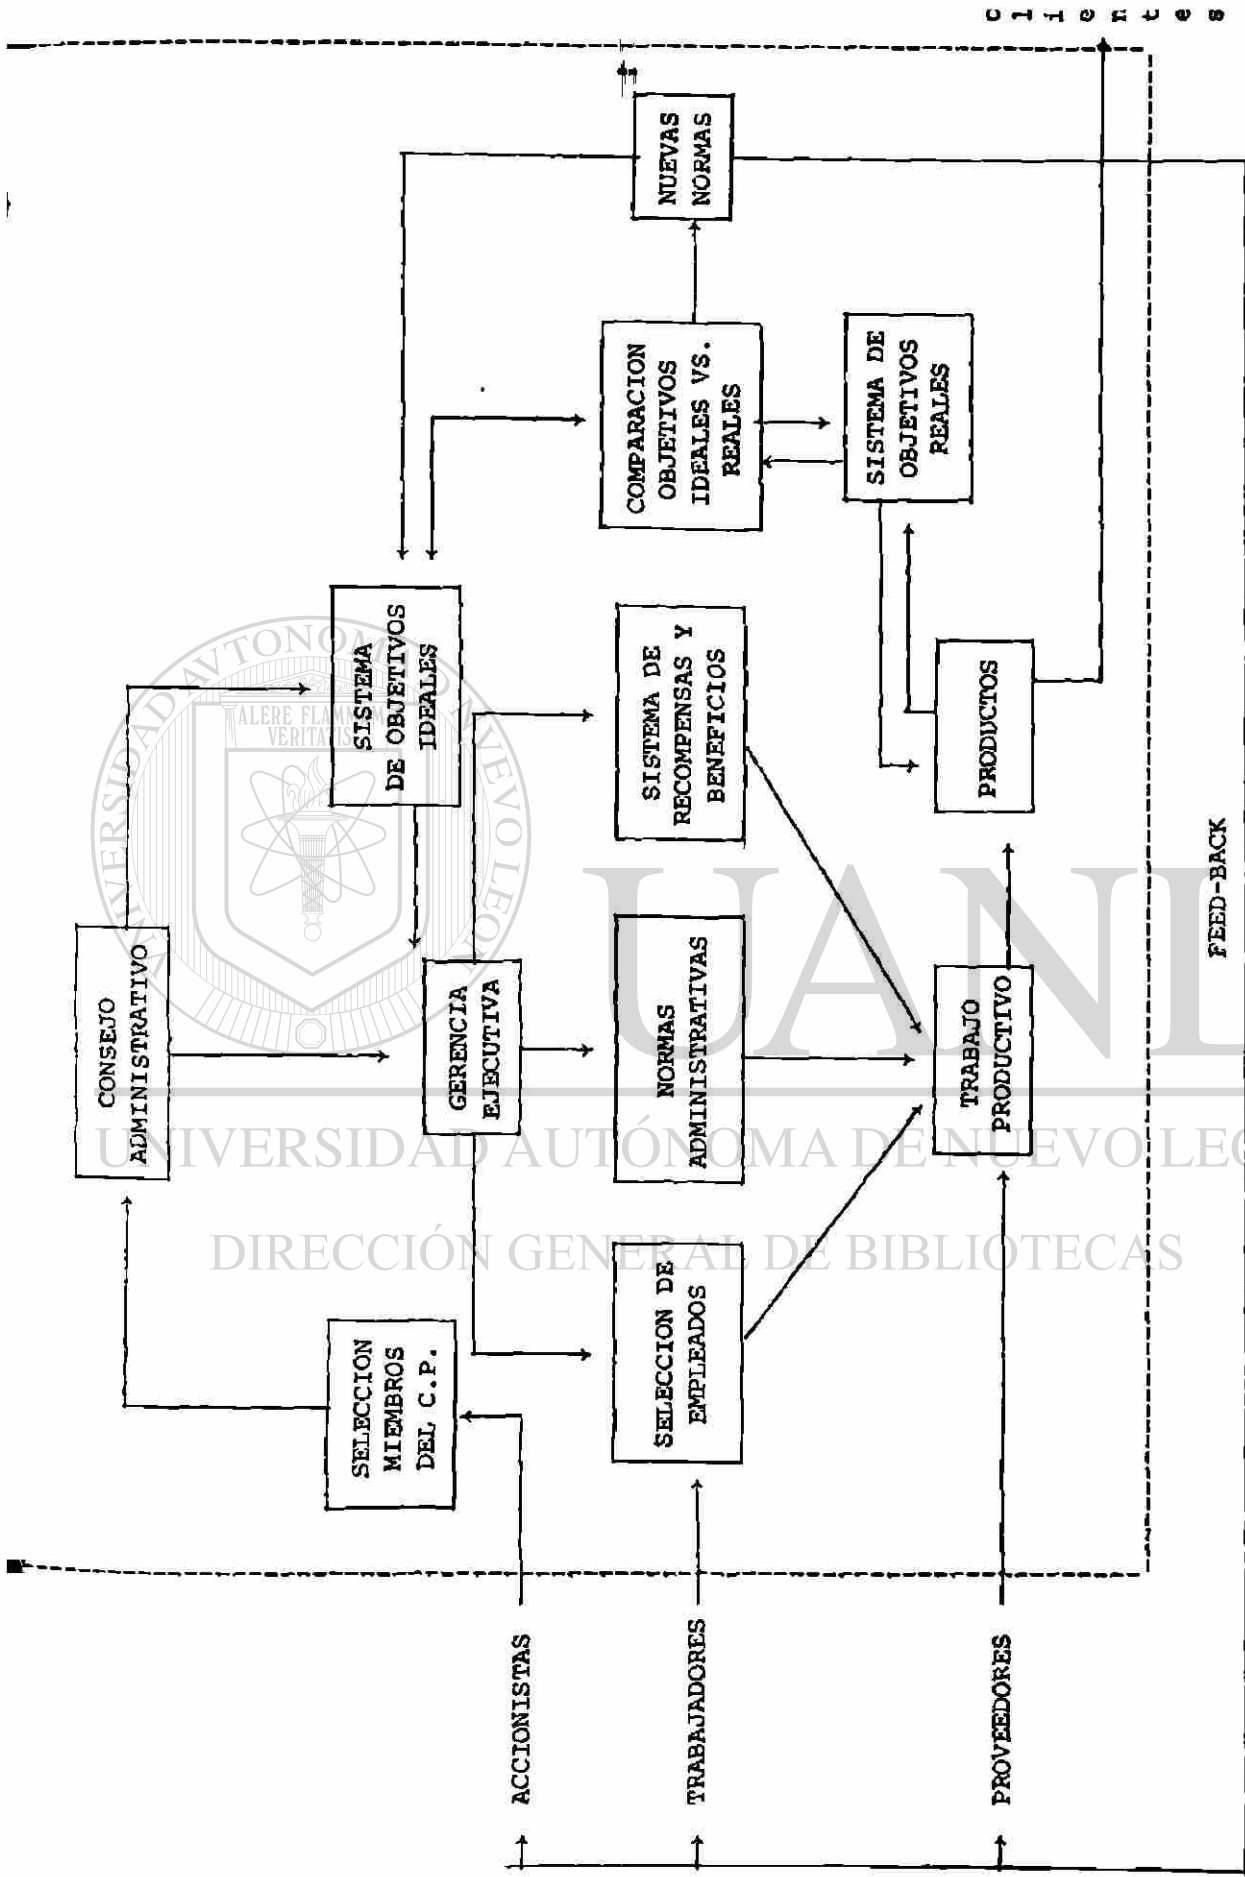 CONSEJO
ADMINISTRATIVO
SELECCION
MIEMBROS
DEL C.P.
SISTEMA
DE OBJETIVOS
IDEALES
GERENCIA
EJECUTIVA
ACCIONISTAS
TRABAJADORES
SELECCION DE
EMPLEADOS
NORMAS
ADMINISTRATIVAS
SISTEMA DE
RECOMPENSAS Y
BENEFICIOS
COMPARACION
OBJETIVOS
IDEALES VS.
REALES
NUEVAS
NORMAS
SISTEMA DE
OBJETIVOS
REALES
PROVEEDORES
TRABAJO
PRODUCTIVO
PRODUCTOS
clientes
FEED-BACK
ALERE FLAMMAM
VERITATIS
UANL
UNIVERSIDAD AUTÓNOMA DE NUEVO LEÓ
DIRECCIÓN GENERAL DE BIBLIOTECAS